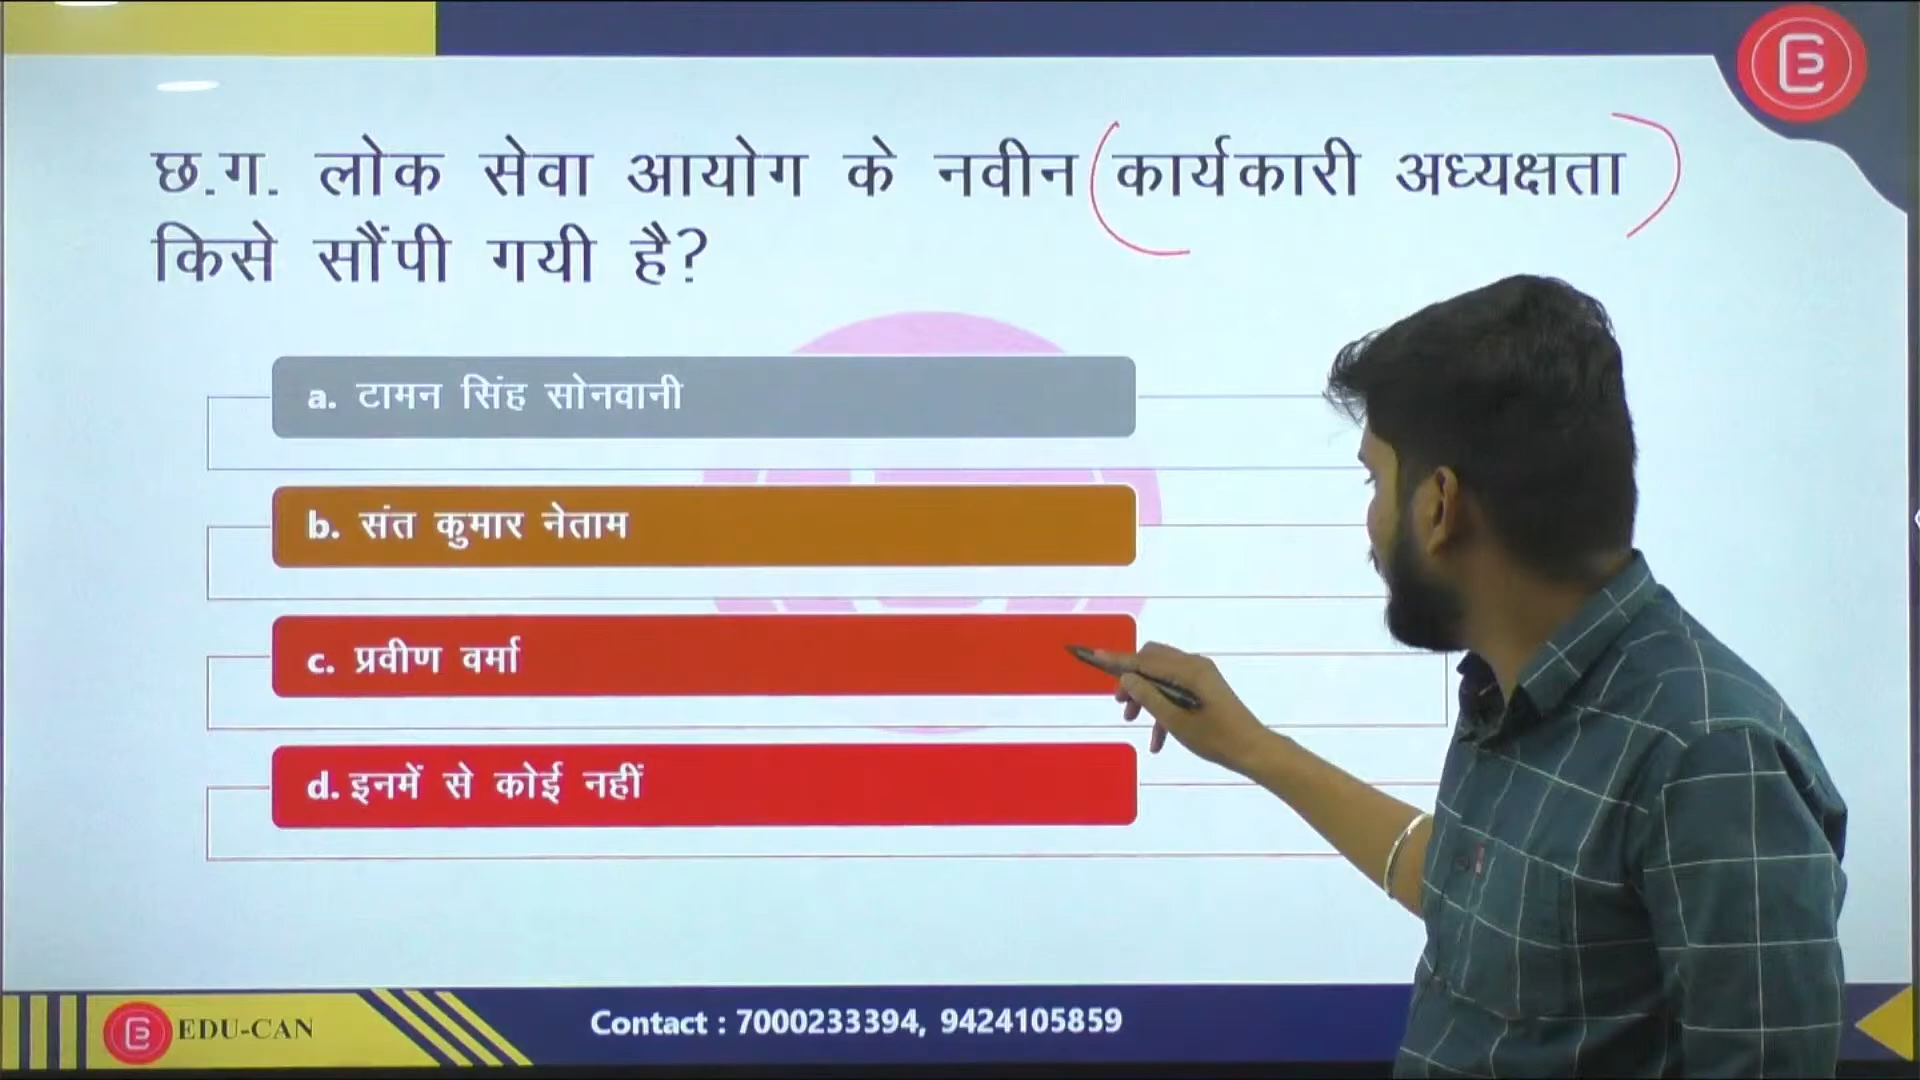 छ.ग. लोक सेवा आयोग के नवीन कार्यकारी अध्यक्षता
किसे सौंपी गयी है?
a. टामन सिंह सोनवानी
b. संत कुमार नेताम
c. प्रवीण वर्मा
d. इनमें से कोई नहीं
EDU-CAN
Contact : 7000233394, 9424105859